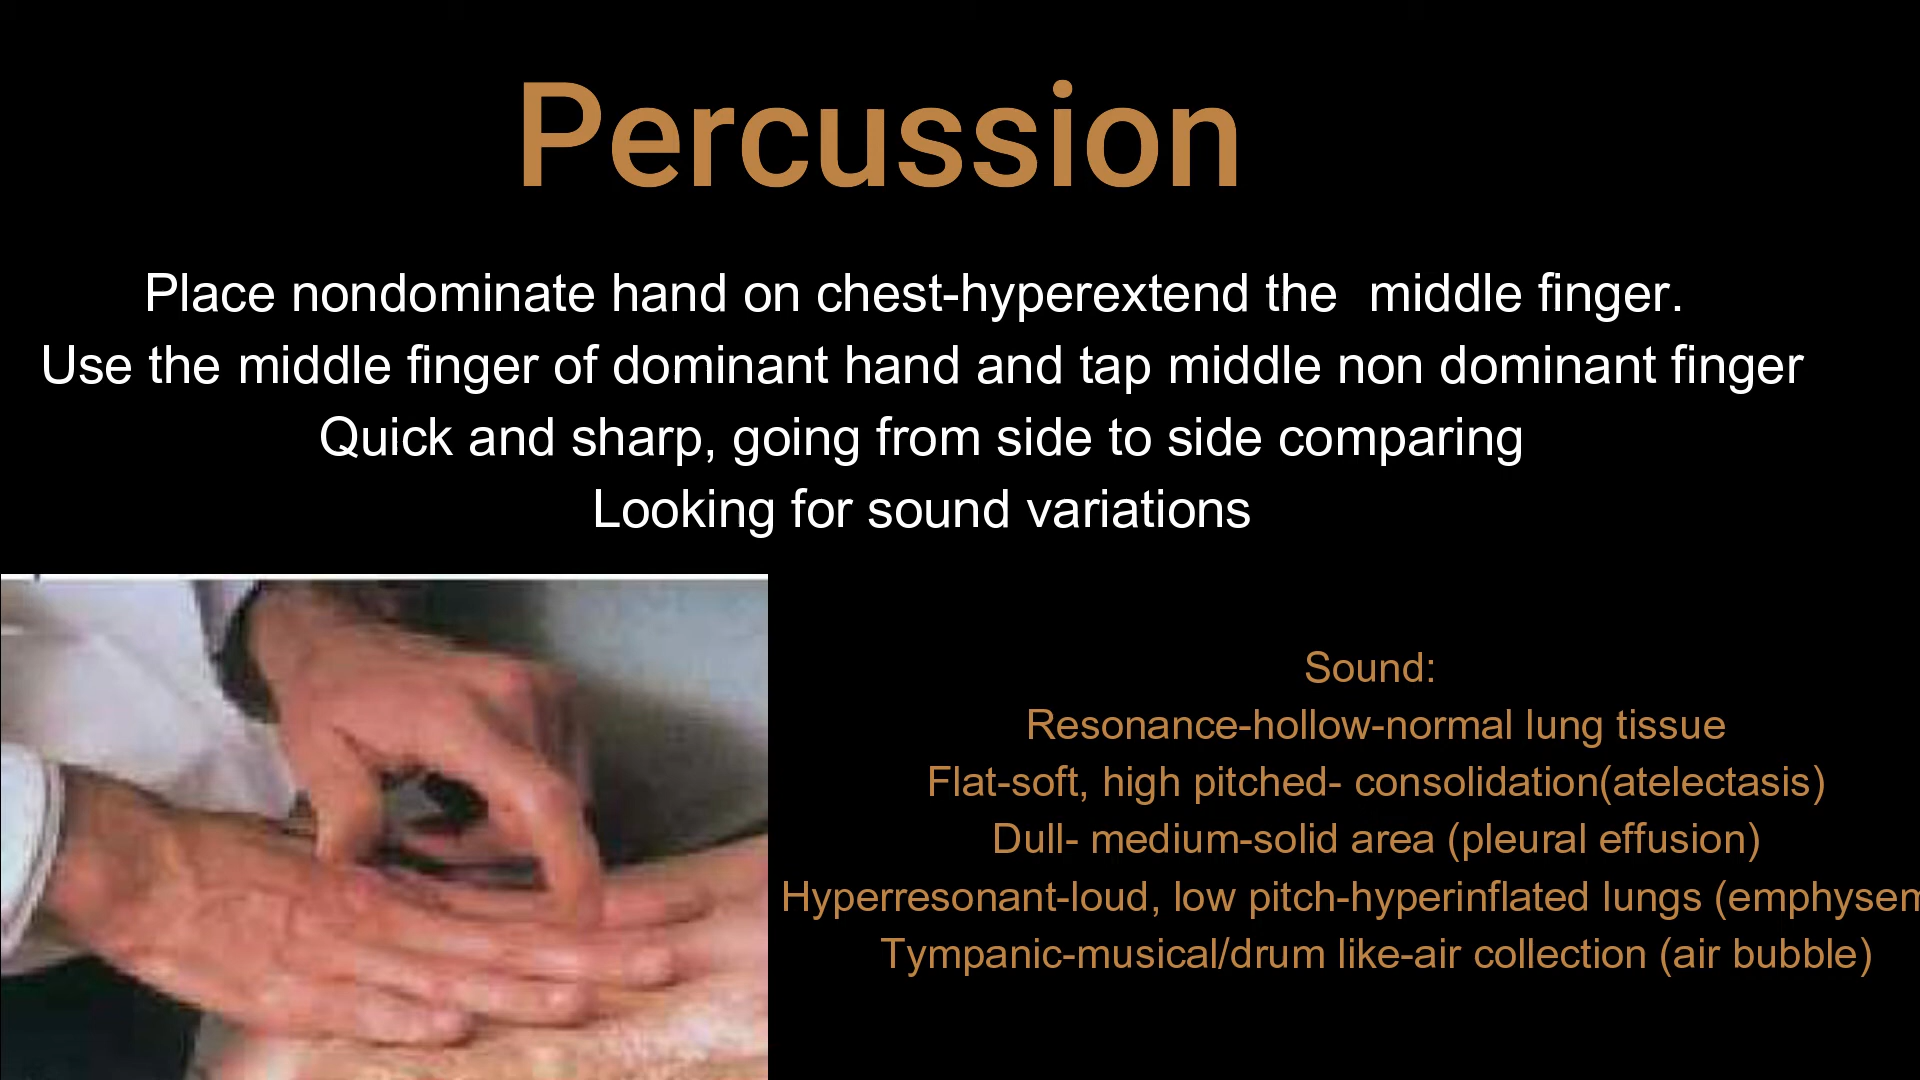 Percussion
Place nondominate hand on chest-hyperextend the  middle finger.
Use the middle finger of dominant hand and tap middle non dominant finger
Quick and sharp, going from side to side comparing
Looking for sound variations
Sound:
Resonance-hollow-normal lung tissue
Flat-soft, high pitched- consolidation(atelectasis)
Dull- medium-solid area (pleural effusion)
Hyperresonant-loud, low pitch-hyperinflated lungs (emphysem
Tympanic-musical/drum like-air collection (air bubble)